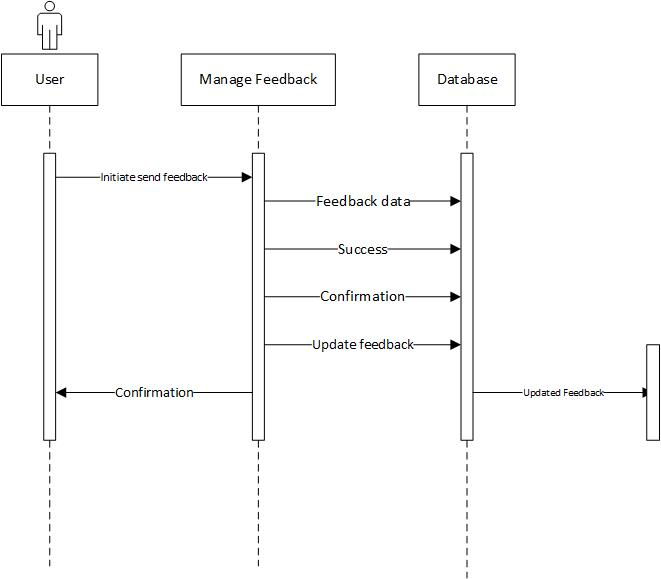 User
Manage Feedback
Database
Initiate send feedback
Feedback data
Success
Confirmation
Update feedback
Confirmation
Updated Feedback